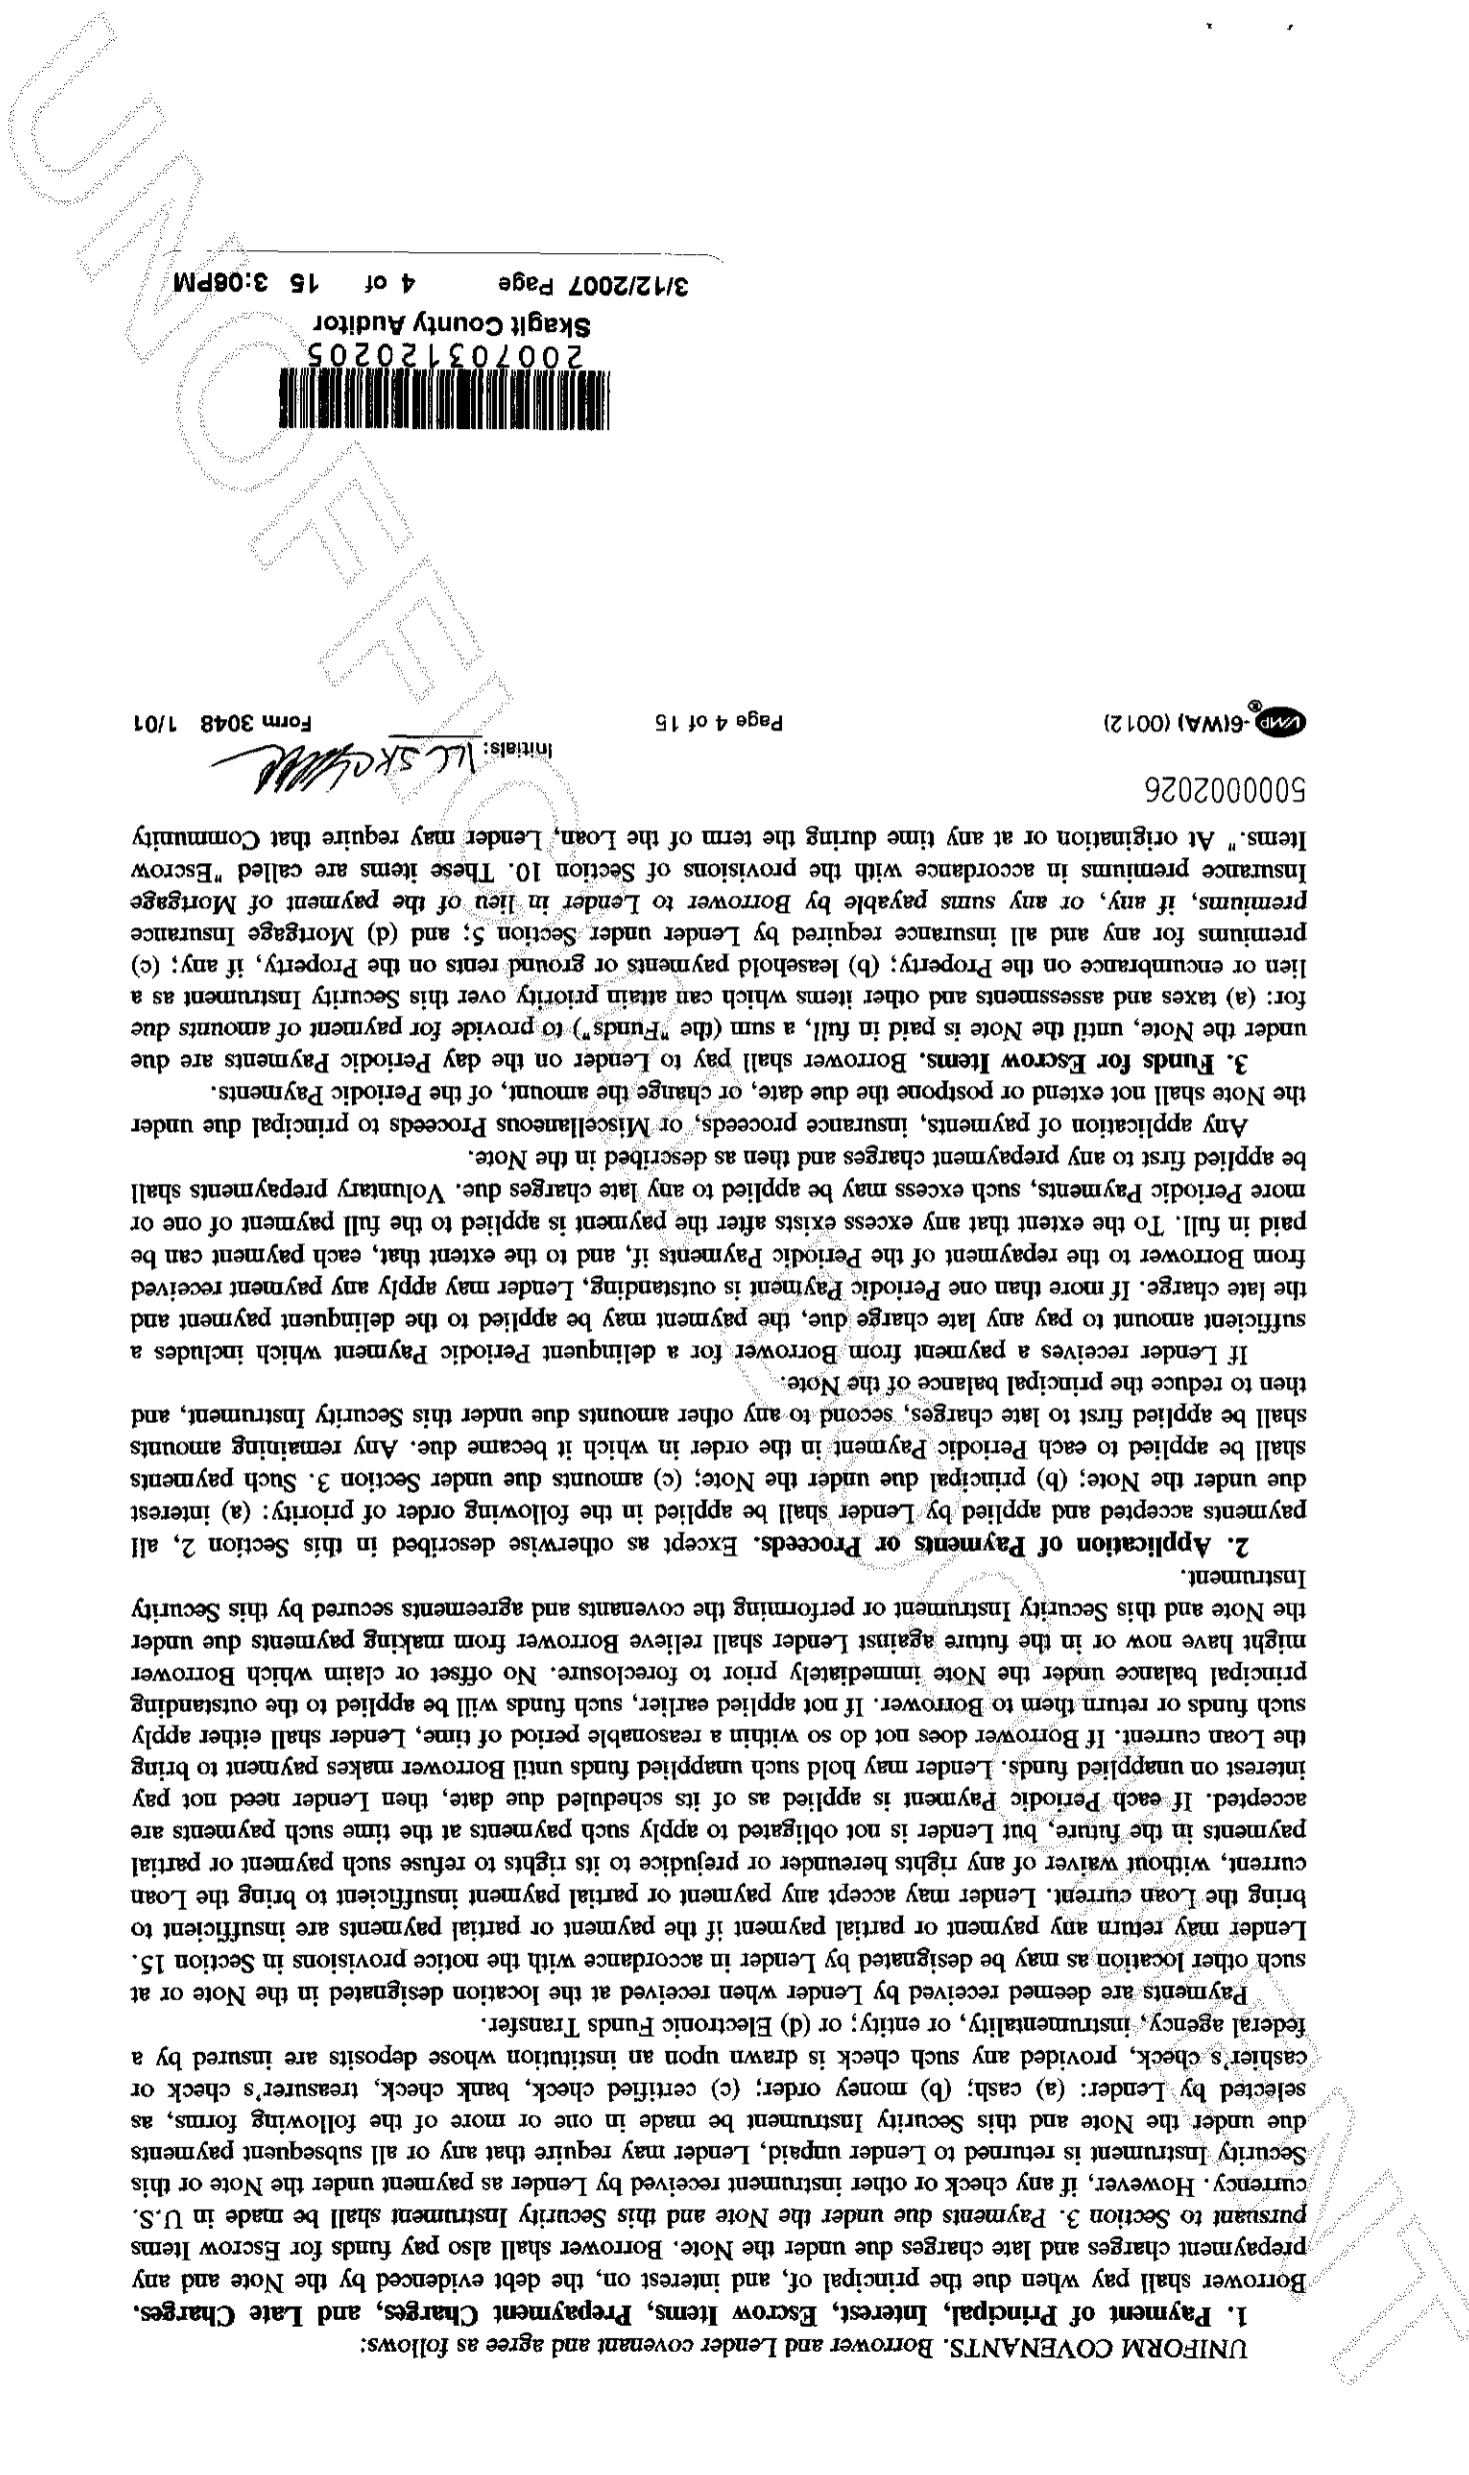 UNIFORM COVENANTS. Borrower and Lender covenant and agree as follows:
1. Payment of Principal, Interest, Escrow Items, Prepayment Charges, and Late Charges.
Borrower shall pay when due the principal of, and interest on, the debt evidenced by the Note and any
prepayment charges and late charges due under the Note. Borrower shall also pay funds for Escrow Items
pursuant to Section 3. Payments due under the Note and this Security Instrument shall be made in U.S.
currency. However, if any check or other instrument received by Lender as payment under the Note or this
Security Instrument is returned to Lender unpaid, Lender may require that any or all subsequent payments
due under the Note and this Security Instrument be made in one or more of the following forms, as
selected by Lender: (a) cash; (b) money order; (c) certified check, bank check, treasurer's check or
cashier's check, provided any such check is drawn upon an institution whose deposits are insured by a
federal agency, instrumentality, or entity; or (d) Electronic Funds Transfer.
Payments are deemed received by Lender when received at the location designated in the Note or at
such other location as may be designated by Lender in accordance with the notice provisions in Section 15.
Lender may return any payment or partial payment if the payment or partial payments are insufficient to
bring the Loan current. Lender may accept any payment or partial payment insufficient to bring the Loan
current, without waiver of any rights hereunder or prejudice to its rights to refuse such payment or partial
payments in the future, but Lender is not obligated to apply such payments at the time such payments are
accepted. If each Periodic Payment is applied as of its scheduled due date, then Lender need not pay
interest on unapplied funds. Lender may hold such unapplied funds until Borrower makes payment to bring
the Loan current. If Borrower does not do so within a reasonable period of time, Lender shall either apply
such funds or return them to Borrower. If not applied earlier, such funds will be applied to the outstanding
principal balance under the Note immediately prior to foreclosure. No offset or claim which Borrower
might have now or in the future against Lender shall relieve Borrower from making payments due under
the Note and this Security Instrument or performing the covenants and agreements secured by this Security
Instrument.
2. Application of Payments or Proceeds. Except as otherwise described in this Section 2, all
payments accepted and applied by Lender shall be applied in the following order of priority: (a) interest
due under the Note; (b) principal due under the Note; (c) amounts due under Section 3. Such payments
shall be applied to each Periodic Payment in the order in which it became due. Any remaining amounts
shall be applied first to late charges, second to any other amounts due under this Security Instrument, and
then to reduce the principal balance of the Note.
If Lender receives a payment from Borrower for a delinquent Periodic Payment which includes a
sufficient amount to pay any late charge due, the payment may be applied to the delinquent payment and
the late charge. If more than one Periodic Payment is outstanding, Lender may apply any payment received
from Borrower to the repayment of the Periodic Payments if, and to the extent that, each payment can be
paid in full. To the extent that any excess exists after the payment is applied to the full payment of one or
more Periodic Payments, such excess may be applied to any late charges due. Voluntary prepayments shall
be applied first to any prepayment charges and then as described in the Note.
Any application of payments, insurance proceeds, or Miscellaneous Proceeds to principal due under
the Note shall not extend or postpone the due date, or change the amount, of the Periodic Payments.
3. Funds for Escrow Items. Borrower shall pay to Lender on the day Periodic Payments are due
under the Note, until the Note is paid in full, a sum (the "Funds") to provide for payment of amounts due
for: (a) taxes and assessments and other items which can attain priority over this Security Instrument as a
lien or encumbrance on the Property; (b) leasehold payments or ground rents on the Property, if any; (c)
premiums for any and all insurance required by Lender under Section 5; and (d) Mortgage Insurance
premiums, if any, or any sums payable by Borrower to Lender in lieu of the payment of Mortgage
Insurance premiums in accordance with the provisions of Section 10. These items are called "Escrow
Items." At origination or at any time during the term of the Loan, Lender may require that Community
5000002026
Initials:
VMP®-6(WA) (0012) Page 4 of 15 Form 3048 1/01
200703120205
Skagit County Auditor
3/12/2007 Page 4 of 15 3:06PM
UNOFFICIAL DOCUMENT